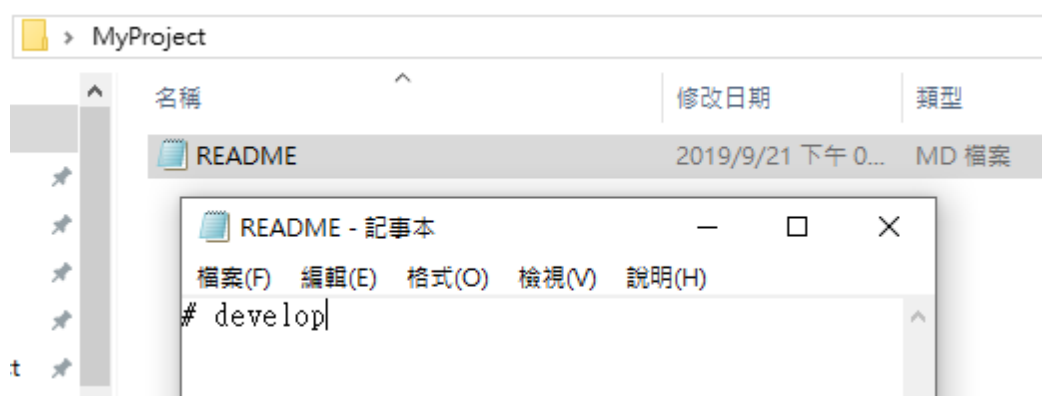 > MyProject
名稱 修改日期 類型
README 2019/9/21 下午 0... MD 檔案
README - 記事本
檔案(F) 編輯(E) 格式(O) 檢視(V) 說明(H)
# develop